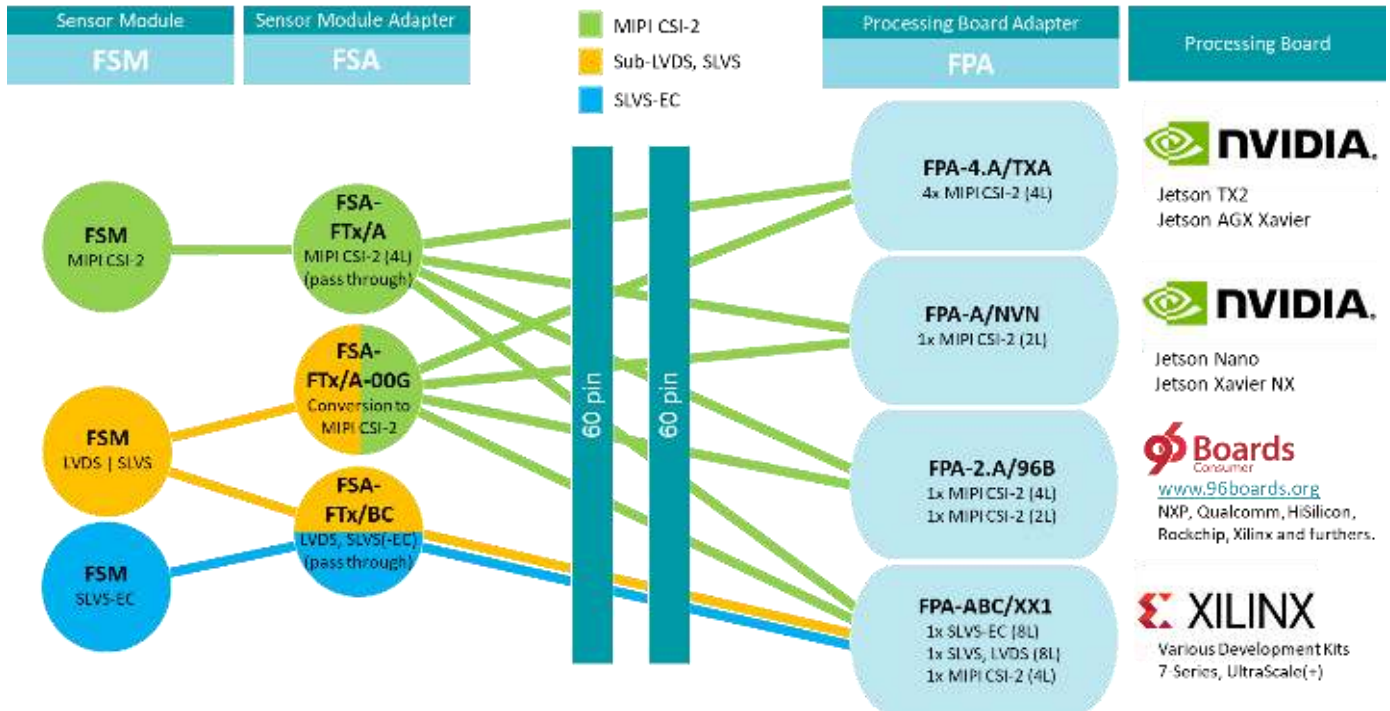 Sensor Module
FSM
Sensor Module Adapter
FSA
MIPI CSI-2
Sub-LVDS, SLVS
SLVS-EC
Processing Board Adapter
FPA
Processing Board
FSM
MIPI CSI-2
FSM
LVDS | SLVS
FSM
SLVS-EC
FSA-
FTx/A
MIPI CSI-2 (4L)
(pass through)
FSA-
FTx/A-00G
Conversion to
MIPI CSI-2
FSA-
FTx/BC
LVDS, SLVS(-EC)
(pass through)
60 pin
60 pin
FPA-4.A/TXA
4x MIPI CSI-2 (4L)
FPA-A/NVN
1x MIPI CSI-2 (2L)
FPA-2.A/96B
1x MIPI CSI-2 (4L)
1x MIPI CSI-2 (2L)
FPA-ABC/XX1
1x SLVS-EC (8L)
1x SLVS, LVDS (8L)
1x MIPI CSI-2 (4L)
NVIDIA.
Jetson TX2
Jetson AGX Xavier
NVIDIA.
Jetson Nano
Jetson Xavier NX
96Boards
Consumer
www.96boards.org
NXP, Qualcomm, HiSilicon,
Rockchip, Xilinx and furthers.
XILINX
Various Development Kits
7-Series, UltraScale(+)